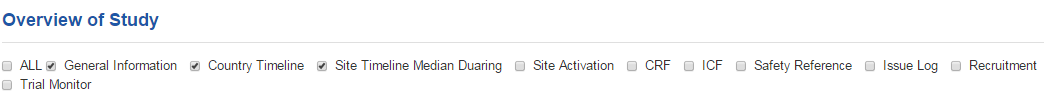 Overview of Study
ALL General Information Country Timeline Site Timeline Median Duaring Site Activation CRF ICF Safety Reference Issue Log Recruitment
Trial Monitor